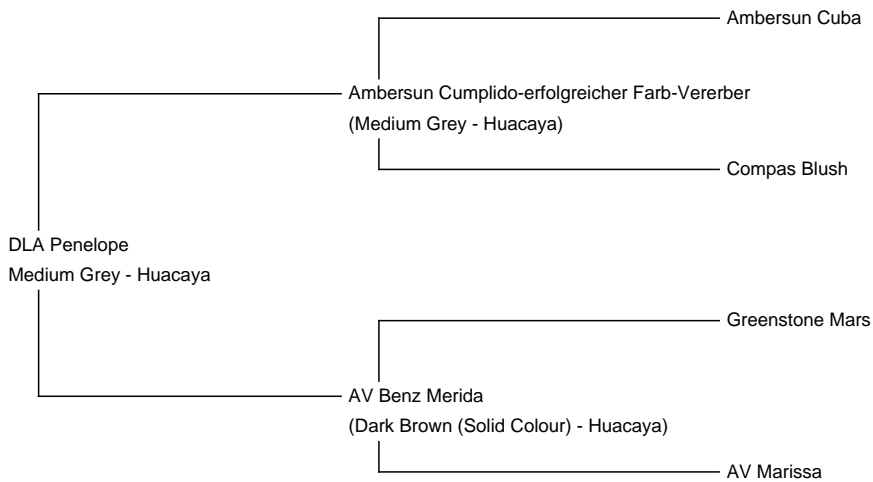 Ambersun Cuba
Ambersun Cumplido-erfolgreicher Farb-Vererber
(Medium Grey - Huacaya)
Compas Blush
DLA Penelope
Medium Grey - Huacaya
Greenstone Mars
AV Benz Merida
(Dark Brown (Solid Colour) - Huacaya)
AV Marissa